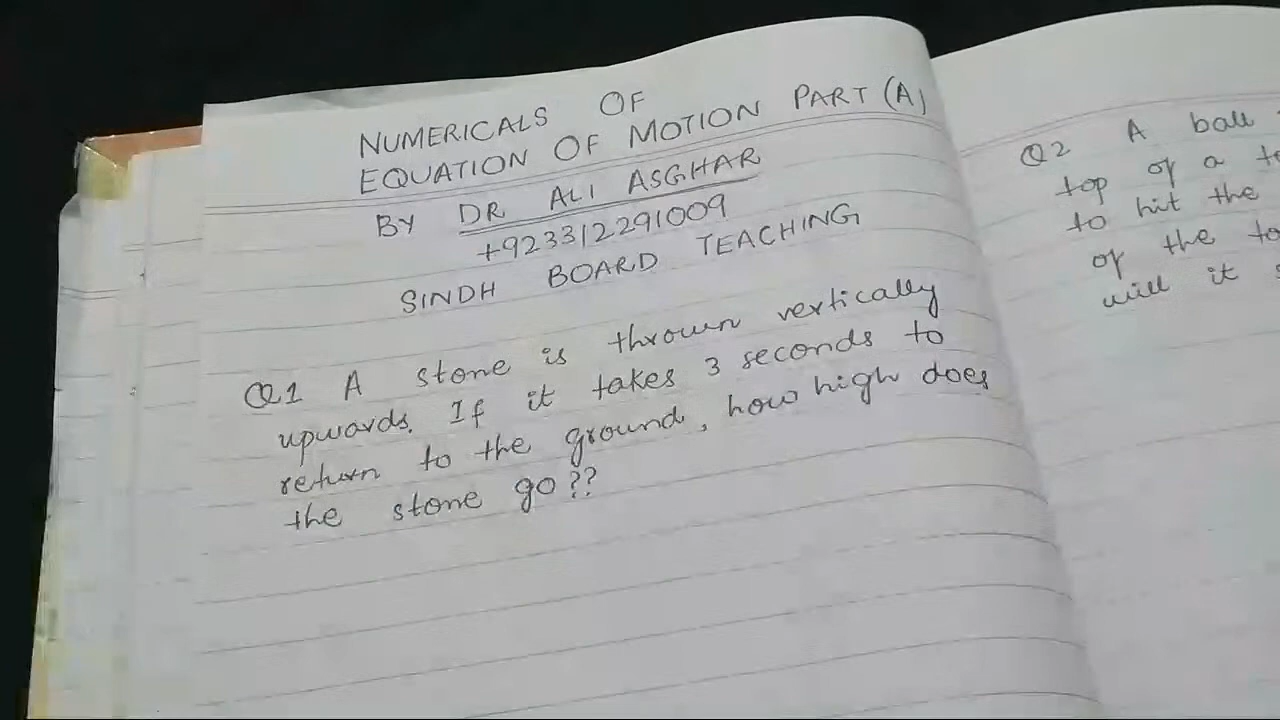 NUMERICALS OF
EQUATION OF MOTION PART (A)
BY DR ALI ASGHAR
+923312291009
SINDH BOARD TEACHING
Q1 A stone is thrown vertically
upwards. If it takes 3 seconds to
return to the ground, how high does
the stone go??
Q2 A ball
top of a
to hit the
of the
will it